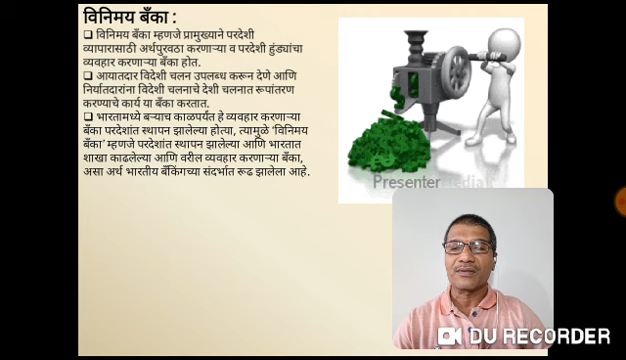 विनिमय बँका :
❑ विनिमय बँका म्हणजे प्रामुख्याने परदेशी
व्यापारासाठी अर्थपुरवठा करणाऱ्या व परदेशी हुंड्यांचा
व्यवहार करणाऱ्या बँका होत.
❑ आयातदार विदेशी चलन उपलब्ध करून देणे आणि
निर्यातदारांना विदेशी चलनाचे देशी चलनात रूपांतरण
करण्याचे कार्य या बँका करतात.
❑ भारतामध्ये बऱ्याच काळपर्यंत हे व्यवहार करणाऱ्या
बँका परदेशांत स्थापन झालेल्या होत्या, त्यामुळे 'विनिमय
बँका' म्हणजे परदेशांत स्थापन झालेल्या आणि भारतात
शाखा काढलेल्या आणि वरील व्यवहार करणाऱ्या बँका,
असा अर्थ भारतीय बँकिंगच्या संदर्भात रूढ झालेला आहे.
PresenterMedia
DU RECORDER